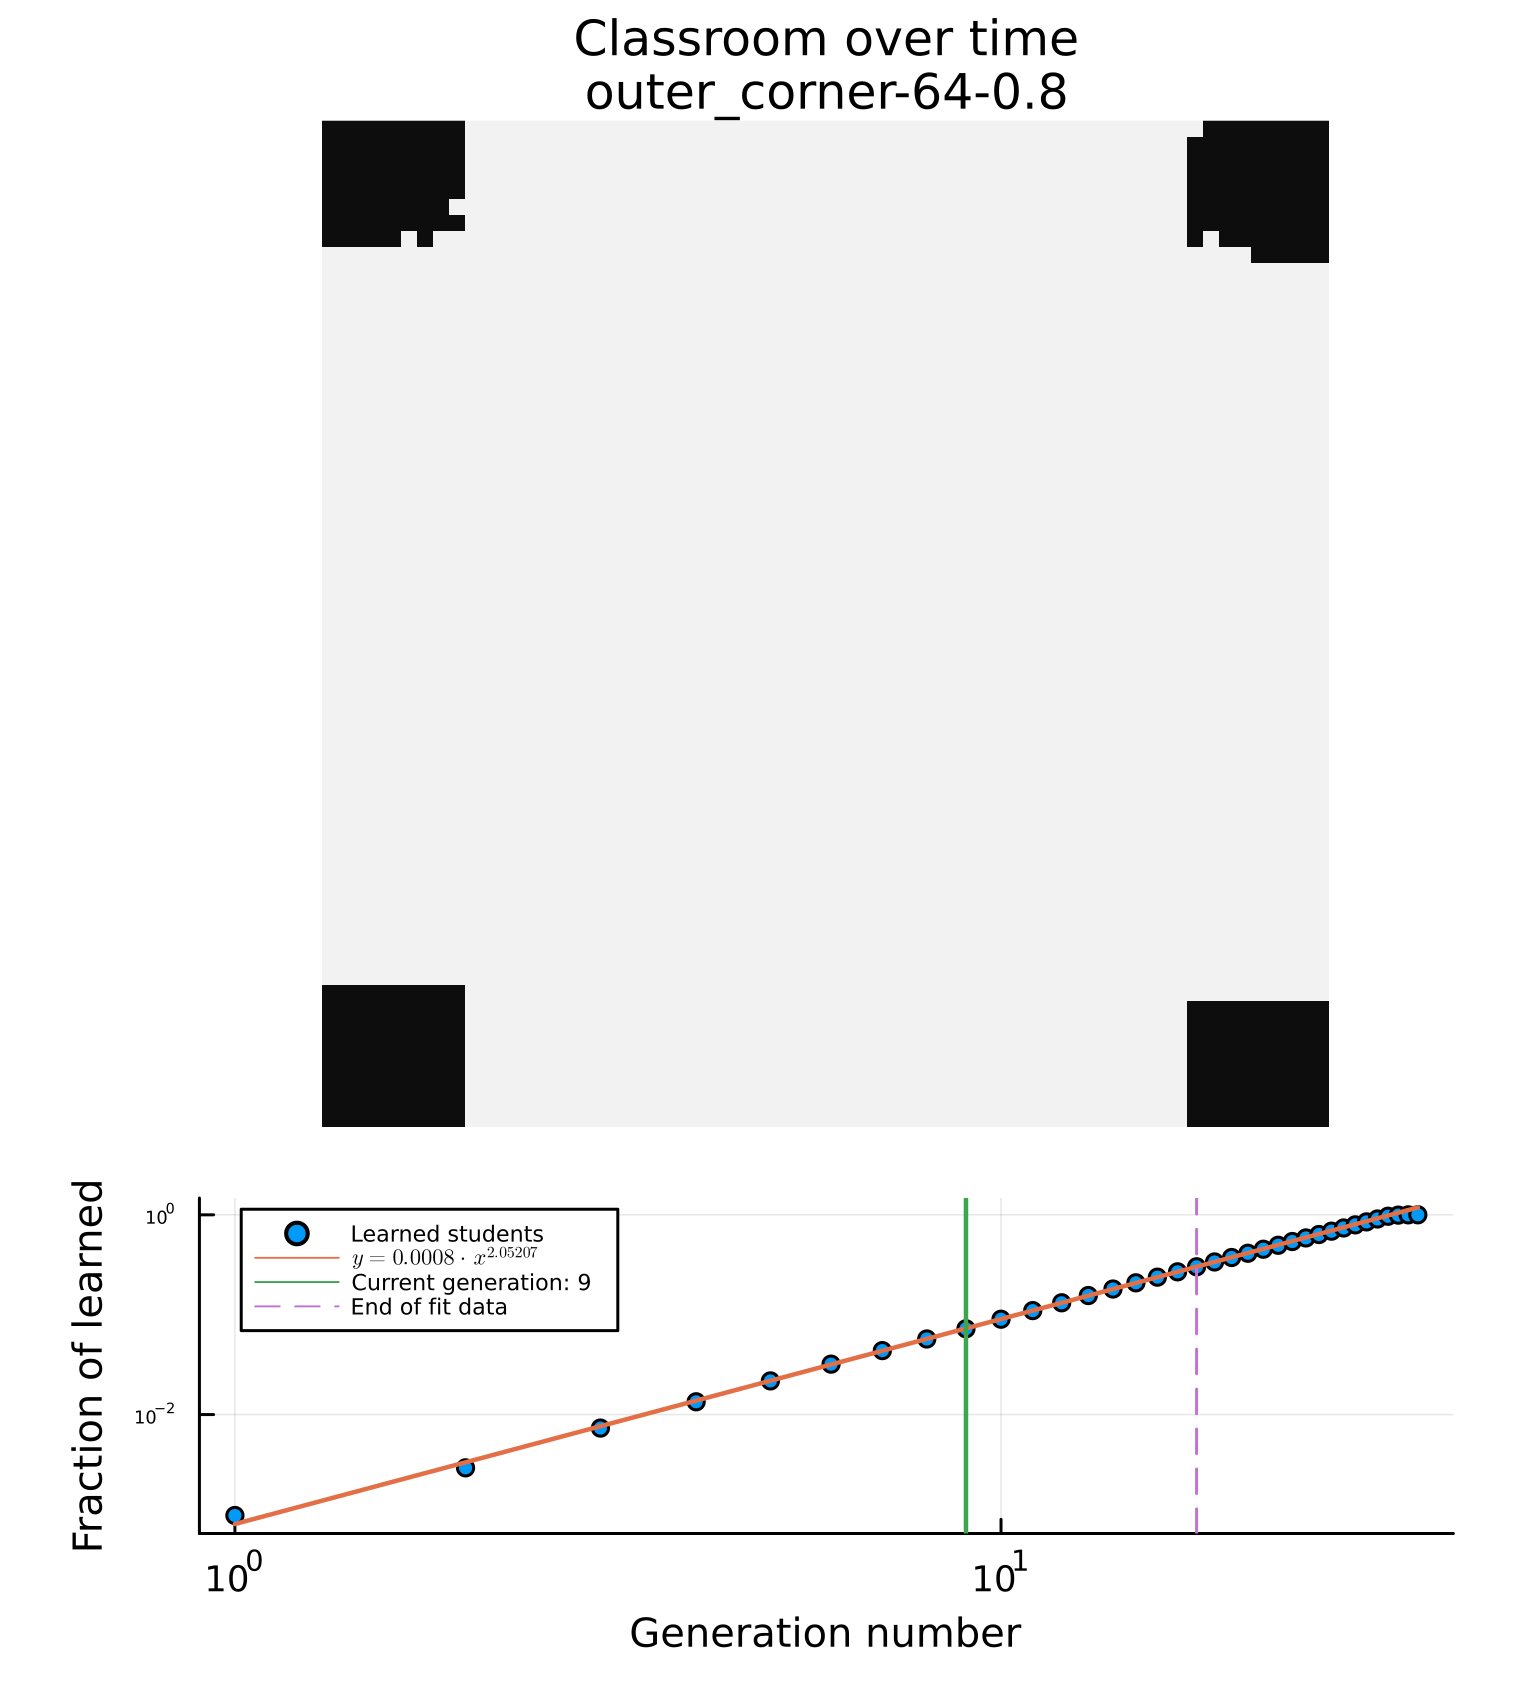 Classroom over time
outer_corner-64-0.8
Fraction of learned
10^0
10^-2
Learned students
y = 0.0008 · x^2.05207
Current generation: 9
End of fit data
10^0
10^1
Generation number